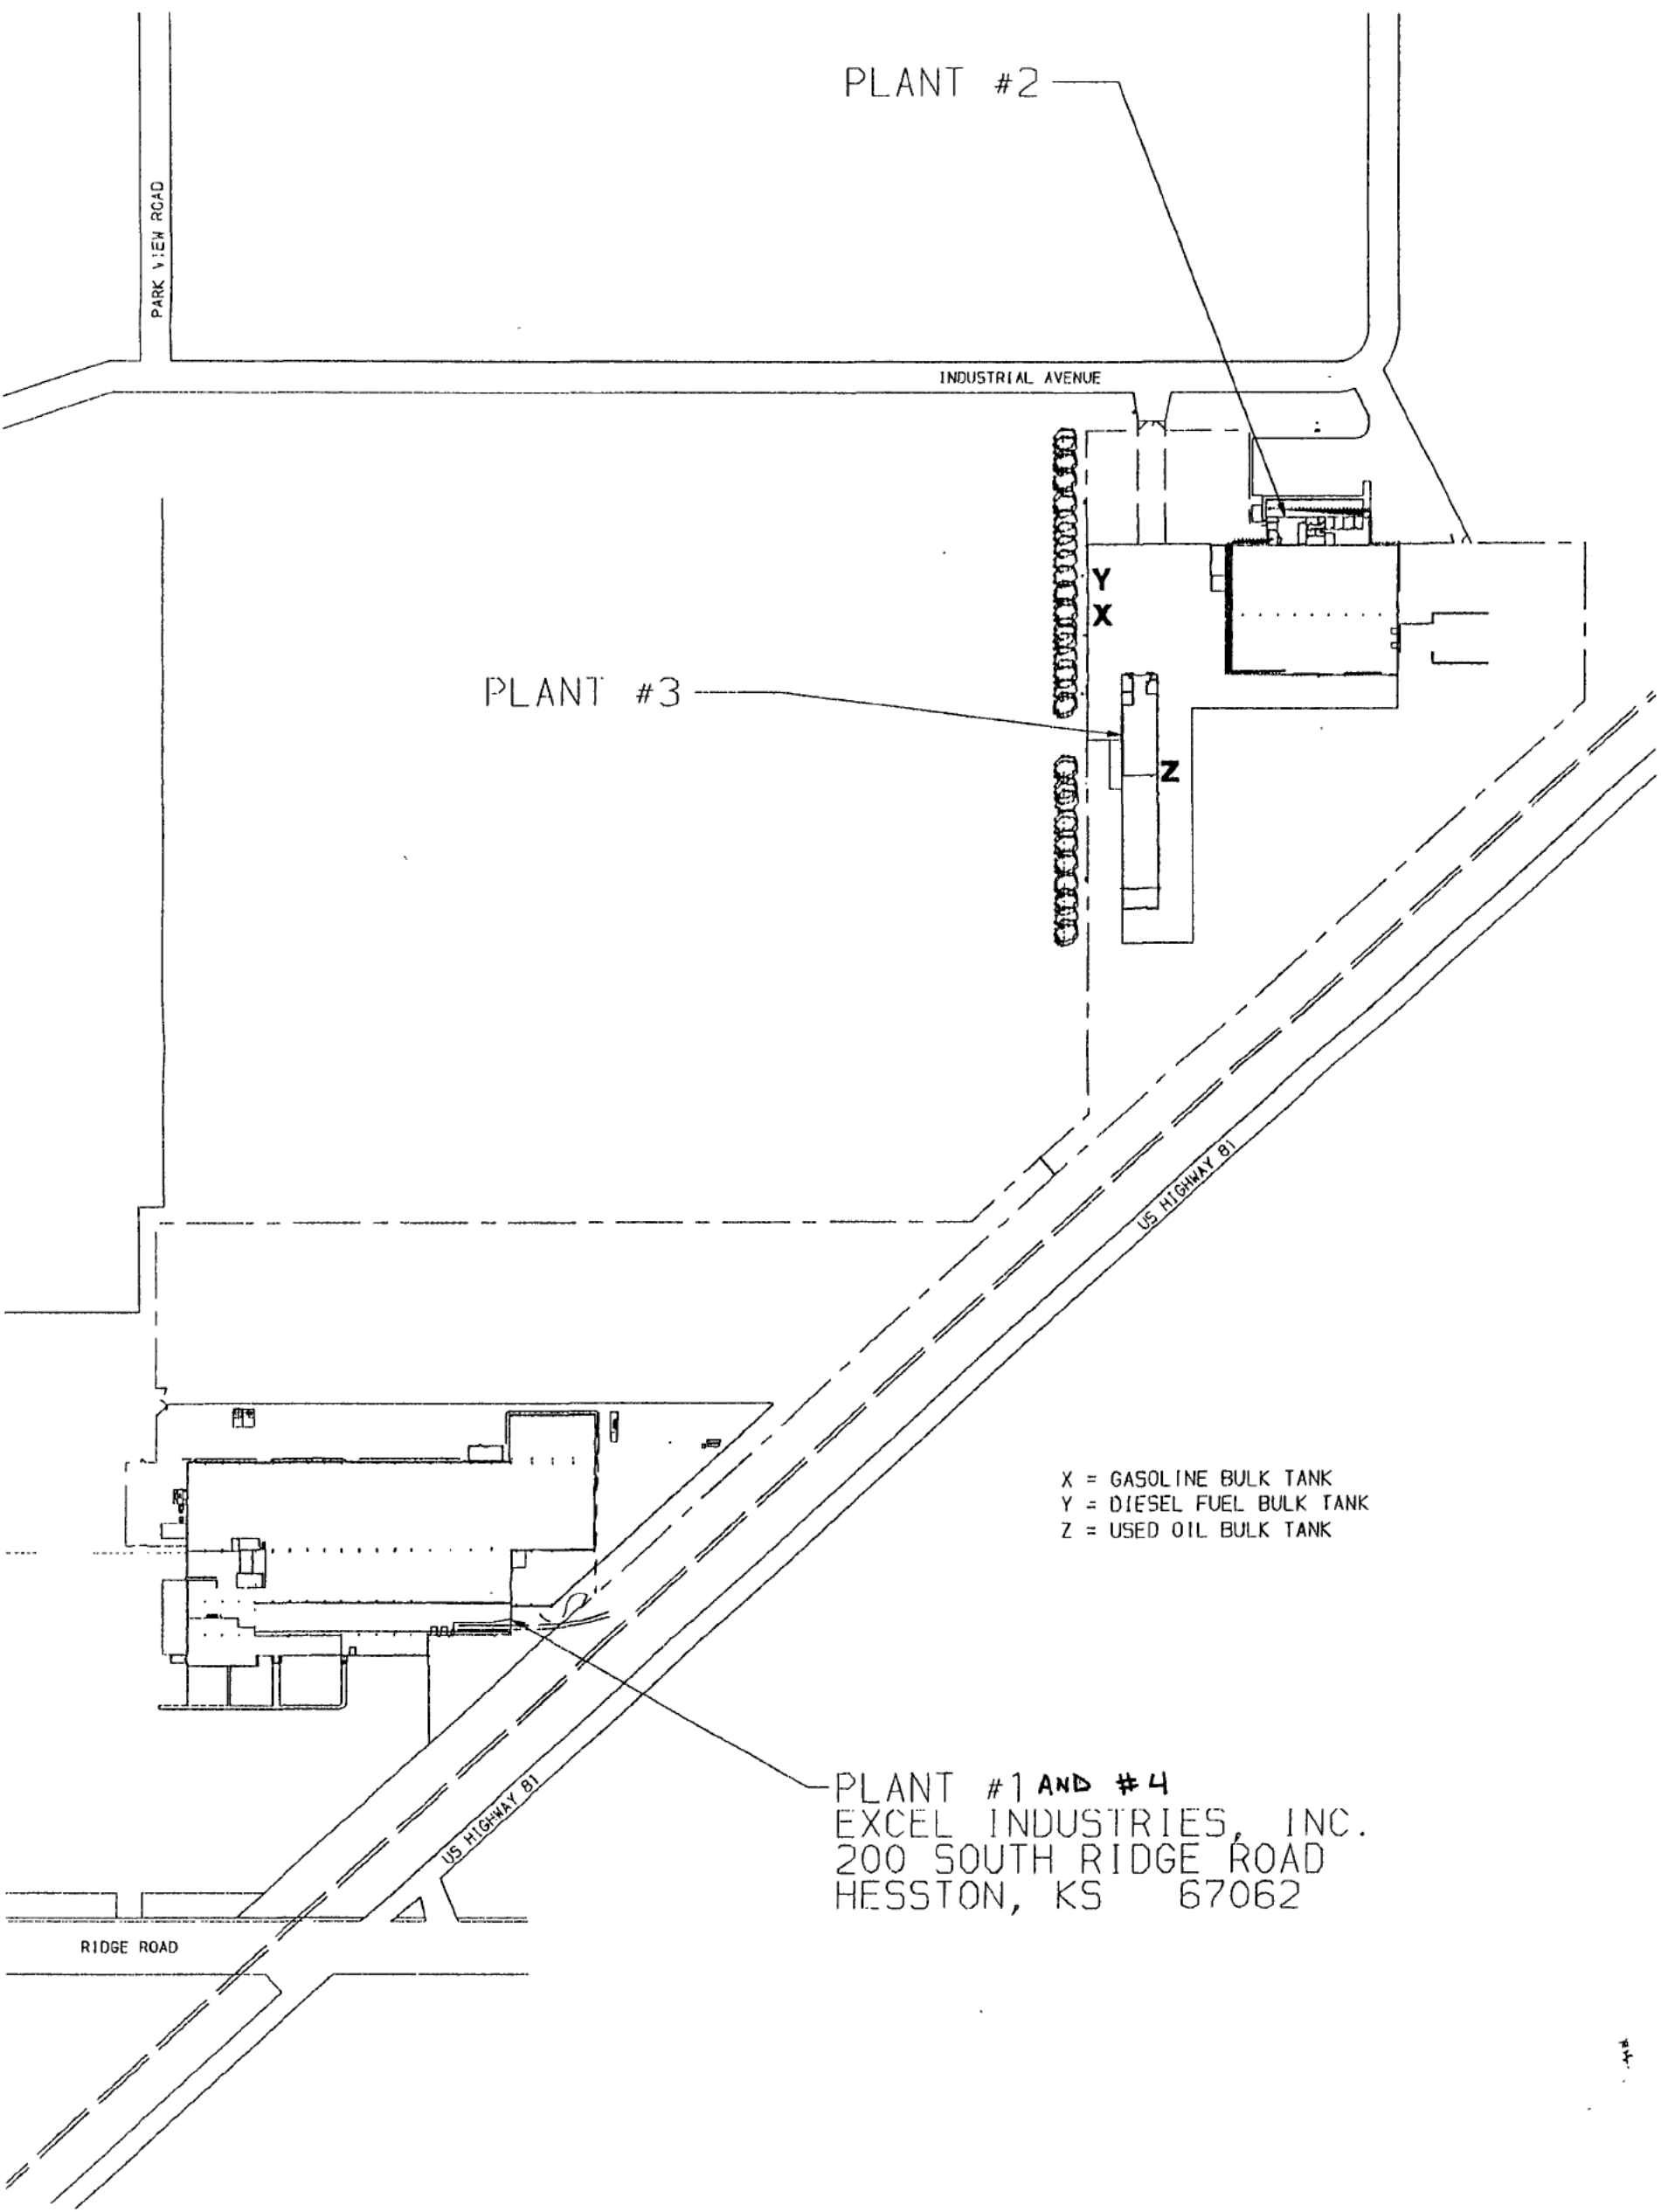 PLANT #2
PARK VIEW ROAD
INDUSTRIAL AVENUE
Y
X
PLANT #3
Z
US HIGHWAY 81
X = GASOLINE BULK TANK
Y = DIESEL FUEL BULK TANK
Z = USED OIL BULK TANK
US HIGHWAY 81
PLANT #1 AND #4
EXCEL INDUSTRIES, INC.
200 SOUTH RIDGE ROAD
HESSTON, KS 67062
RIDGE ROAD